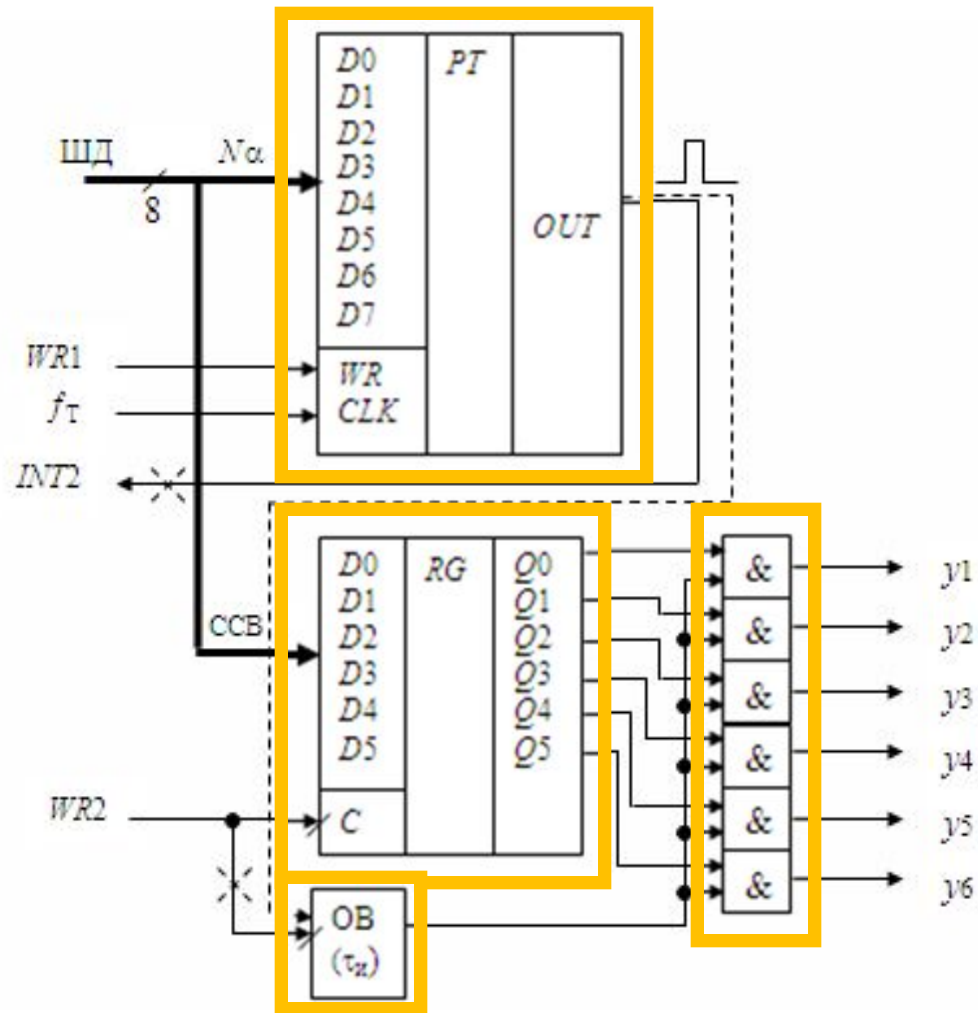 D0 PT
D1
D2
ШД Nα D3
8 D4 OUT
D5
D6
D7
WR1 WR
fт CLK
INT2
D0 RG Q0 & y1
D1 Q1
ССВ D2 Q2 & y2
D3 Q3 & y3
D4 Q4
D5 Q5 & y4
WR2 C & y5
ОВ & y6
(τи)